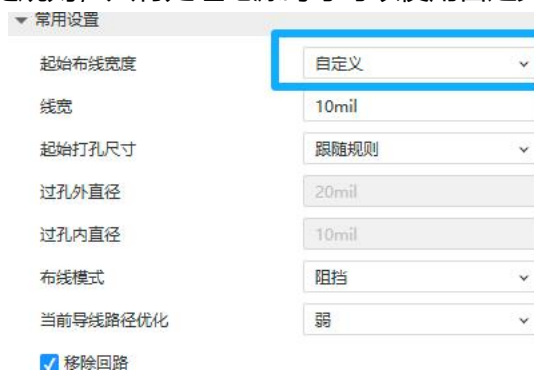 常用设置
起始布线宽度 自定义
线宽 10mil
起始打孔尺寸 跟随规则
过孔外直径 20mil
过孔内直径 10mil
布线模式 阻挡
当前导线路径优化 弱
移除回路